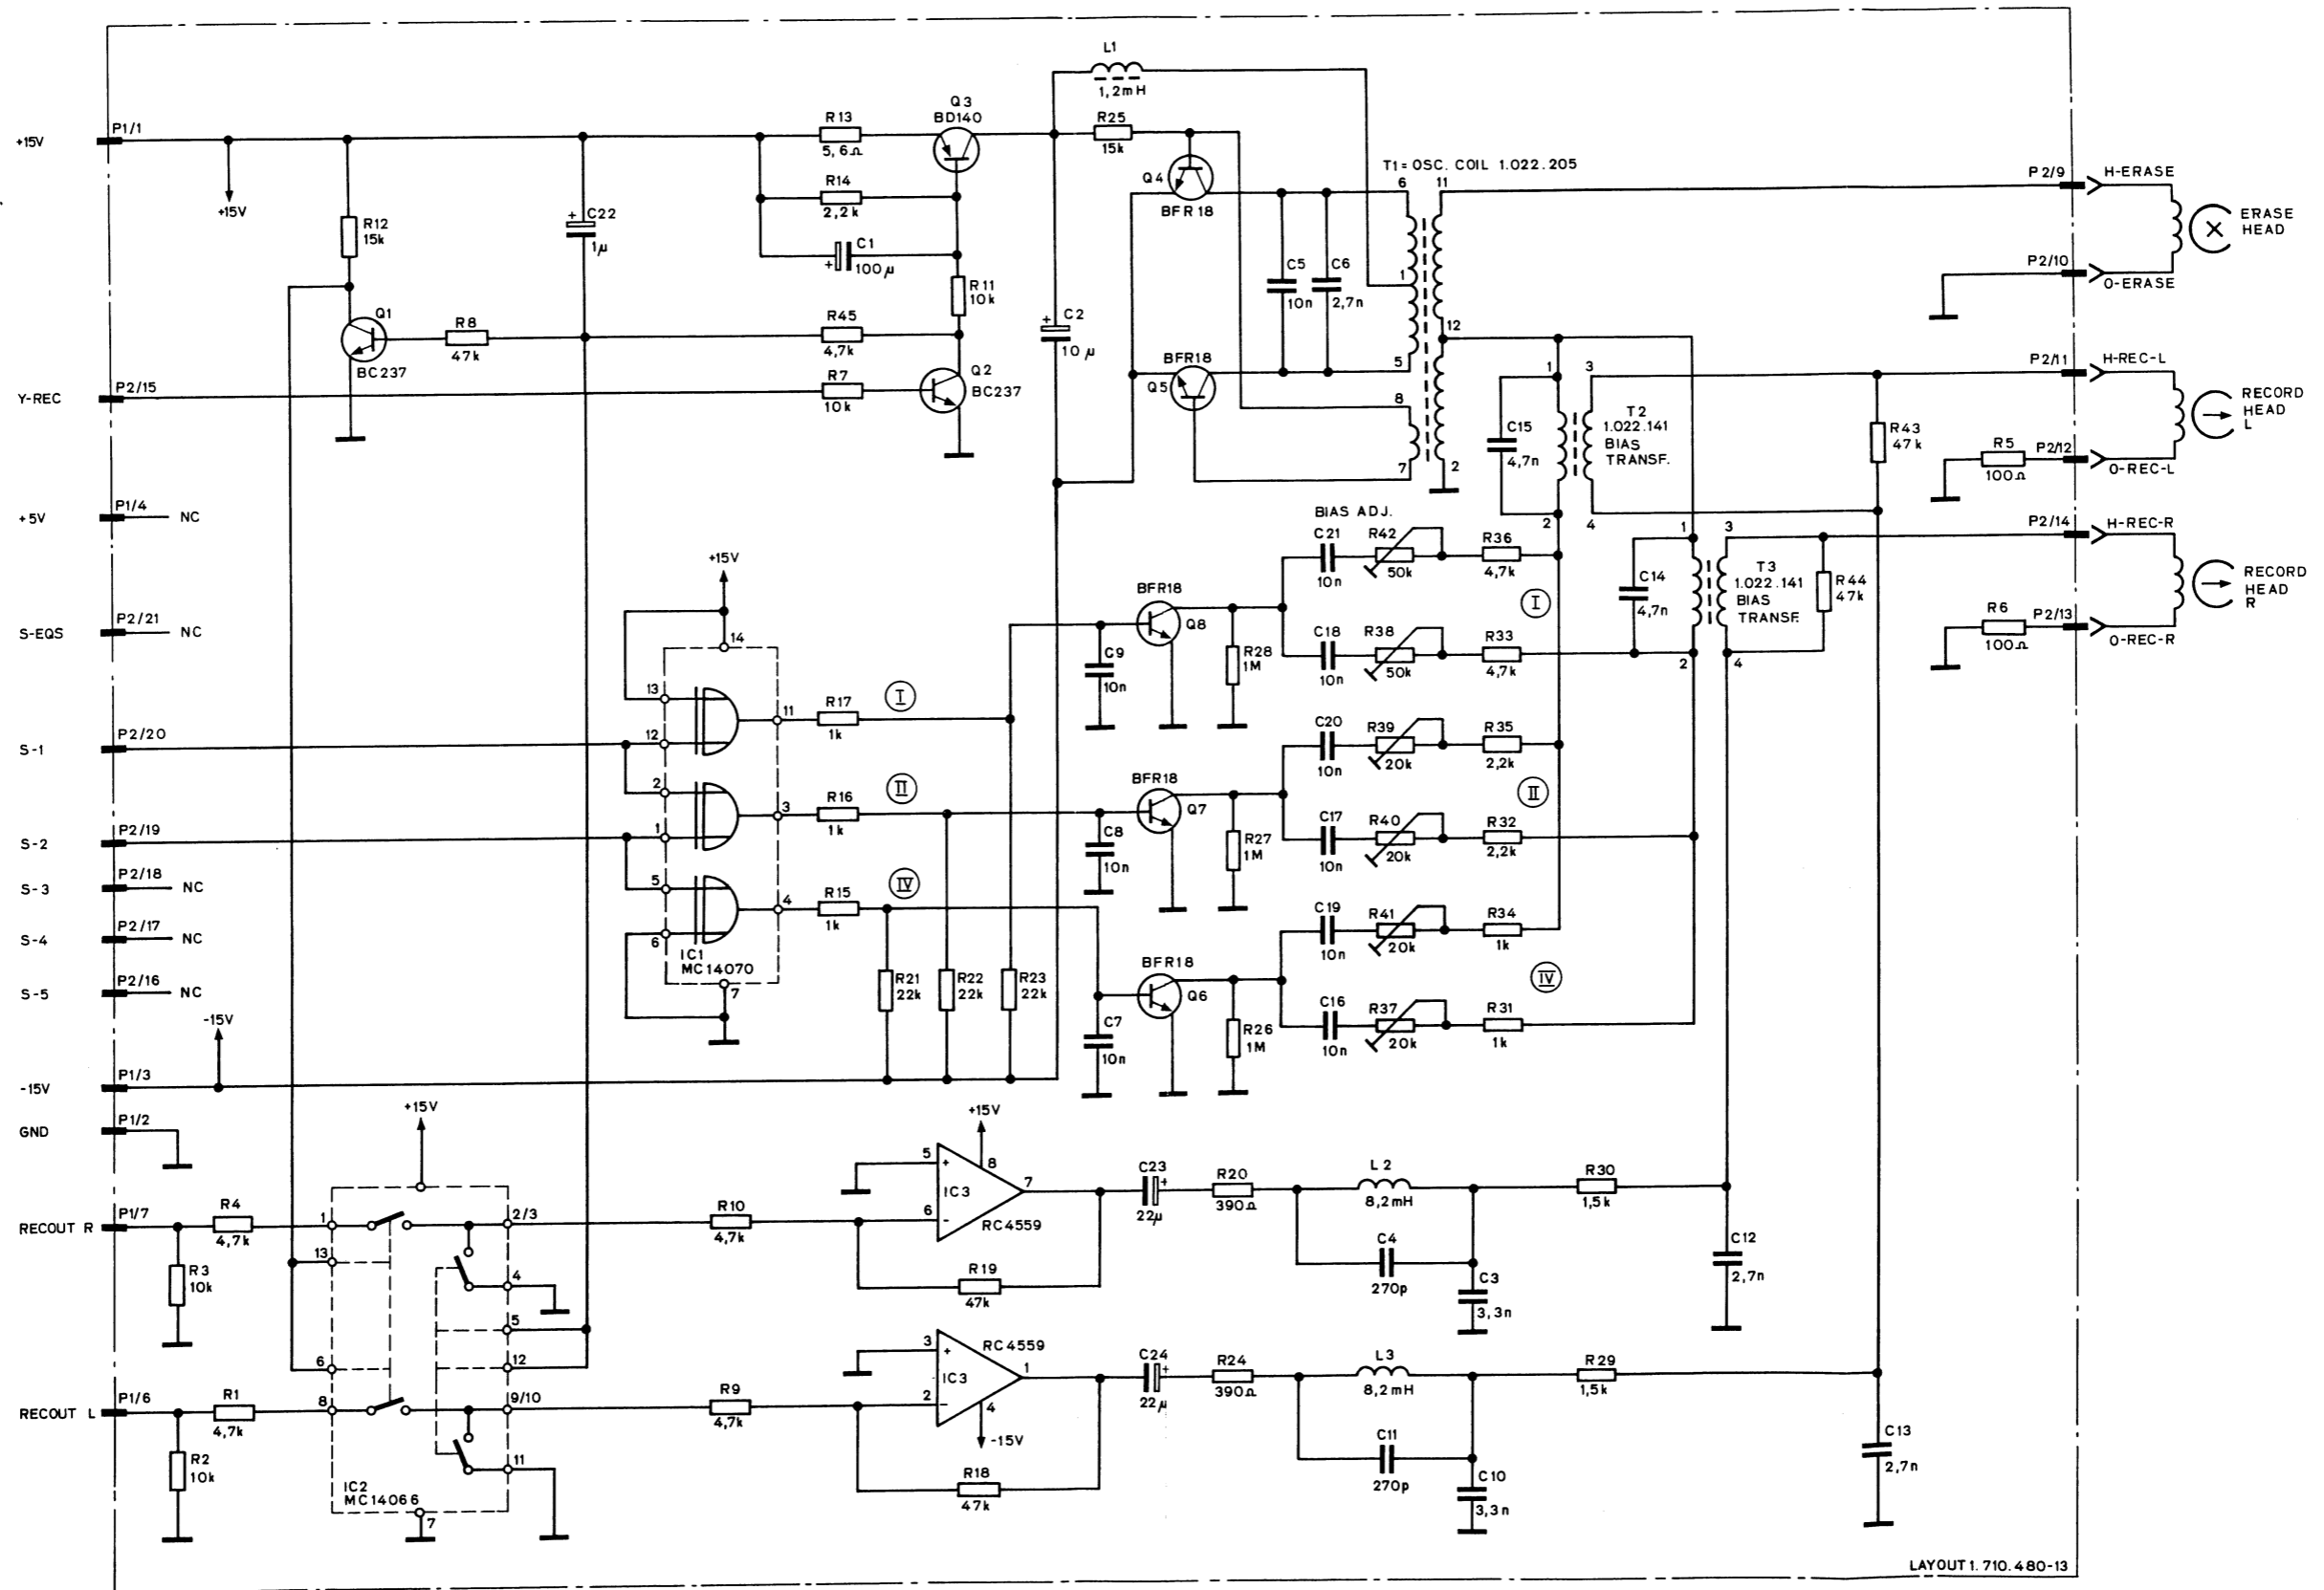 L1
1,2mH
+15V
P1/1
+15V
R12
15k
C22
+
1µ
R13
5,6Ω
R14
2,2k
C1
+
100µ
Q3
BD140
R11
10k
R25
15k
Q4
BFR18
T1= OSC. COIL 1.022.205
6
11
1
5
12
8
7
2
C5
10n
C6
2,7n
P2/9
H-ERASE
ERASE
HEAD
P2/10
0-ERASE
Q1
BC237
R8
47k
R45
4,7k
R7
10k
Q2
BC237
C2
+
10µ
BFR18
Q5
Y-REC
P2/15
1
3
C15
4,7n
T2
1.022.141
BIAS
TRANSF.
2
4
R43
47k
P2/11
H-REC-L
RECORD
HEAD
L
R5
100Ω
P2/12
0-REC-L
+5V
P1/4
NC
BIAS ADJ.
C21
10n
R42
50k
R36
4,7k
I
C18
10n
R38
50k
R33
4,7k
C14
4,7n
1
3
T3
1.022.141
BIAS
TRANSF.
2
4
R44
47k
P2/14
H-REC-R
RECORD
HEAD
R
R6
100Ω
P2/13
0-REC-R
S-EQS
P2/21
NC
+15V
14
13
12
11
R17
1k
I
C9
10n
BFR18
Q8
R28
1M
S-1
P2/20
2
1
3
R16
1k
II
C8
10n
BFR18
Q7
R27
1M
C20
10n
R39
20k
R35
2,2k
II
C17
10n
R40
20k
R32
2,2k
S-2
P2/19
S-3
P2/18
NC
5
6
4
R15
1k
IV
IC1
MC14070
7
S-4
P2/17
NC
S-5
P2/16
NC
R21
22k
R22
22k
R23
22k
C7
10n
BFR18
Q6
R26
1M
C19
10n
R41
20k
R34
1k
IV
C16
10n
R37
20k
R31
1k
-15V
-15V
P1/3
GND
P1/2
+15V
RECOUT R
P1/7
R4
4,7k
R3
10k
1
13
2/3
4
5
6
12
8
9/10
11
IC2
MC14066
7
R10
4,7k
+15V
5
+
8
IC3
7
6
-
RC4559
R19
47k
C23
+
22µ
R20
390Ω
L2
8,2mH
C4
270p
C3
3,3n
R30
1,5k
C12
2,7n
RECOUT L
P1/6
R1
4,7k
R2
10k
R9
4,7k
3
+
RC4559
IC3
1
2
-
4
-15V
R18
47k
C24
+
22µ
R24
390Ω
L3
8,2mH
C11
270p
C10
3,3n
R29
1,5k
C13
2,7n
LAYOUT 1.710.480-13